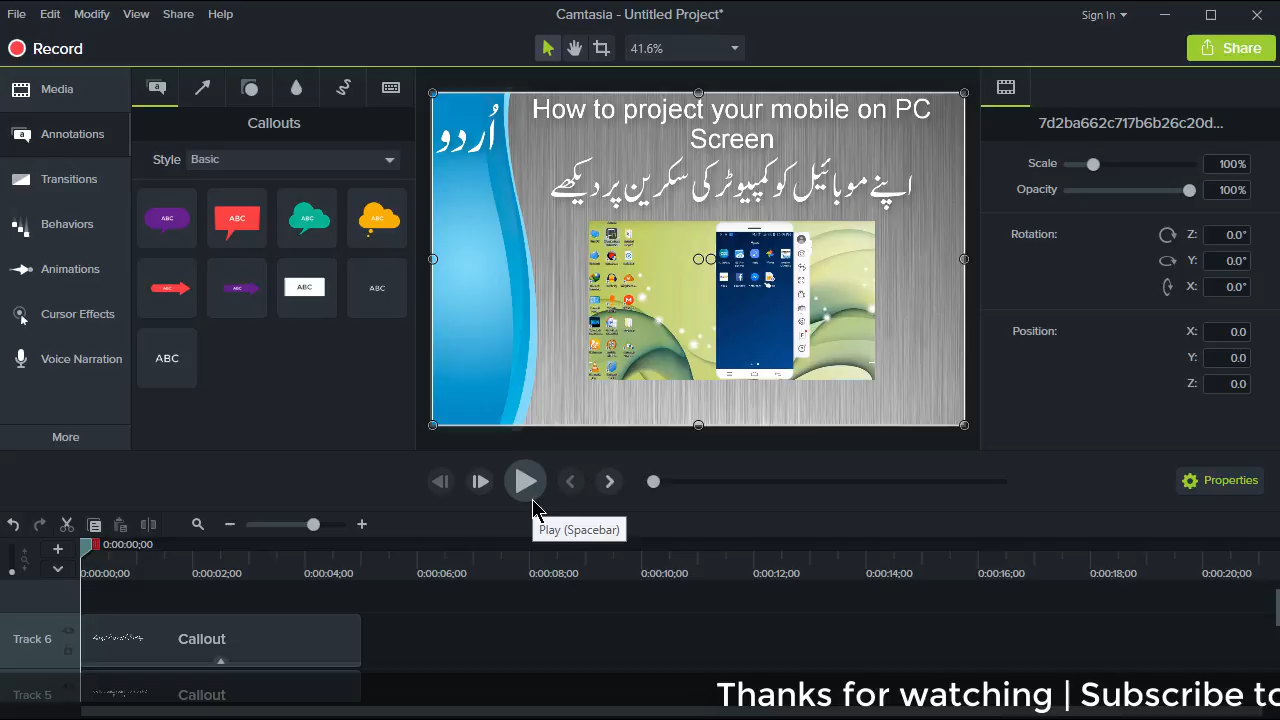 File Edit Modify View Share Help
Camtasia - Untitled Project*
Sign In
Record
41.6%
Share
Media
Annotations
Transitions
Behaviors
Animations
Cursor Effects
Voice Narration
More
Callouts
Style Basic
ABC ABC ABC ABC
ABC ABC ABC ABC
ABC
اُردو
How to project your mobile on PC
Screen
اپنے موبائیل کو کمپیوٹر کی سکرین پر دیکھے
7d2ba662c717b6b26c20d...
Scale 100%
Opacity 100%
Rotation: Z: 0.0°
Y: 0.0°
X: 0.0°
Position: X: 0.0
Y: 0.0
Z: 0.0
Properties
Play (Spacebar)
0:00:00;00
0:00:00;00 0:00:02;00 0:00:04;00 0:00:06;00 0:00:08;00 0:00:10;00 0:00:12;00 0:00:14;00 0:00:16;00 0:00:18;00 0:00:20;00
Track 6 Callout
Track 5 Callout
Thanks for watching | Subscribe to